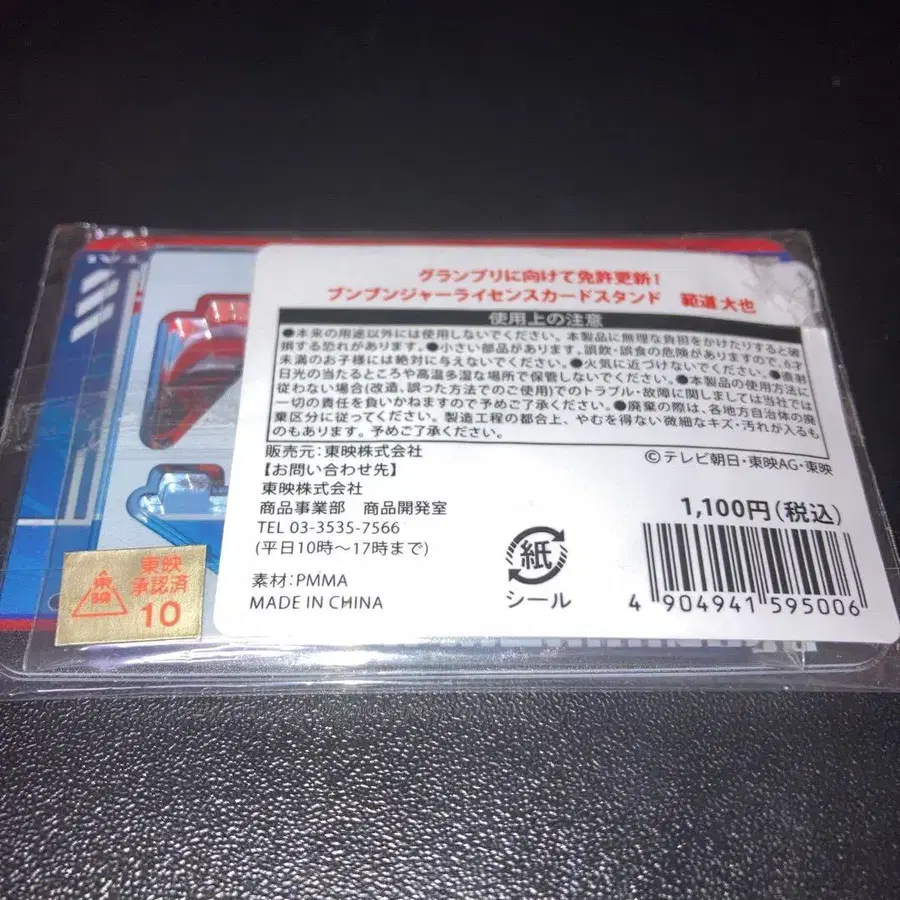 グランプリに向けて免許更新！
ブンブンジャーライセンスカードスタンド　範道 大也
使用上の注意
●本来の用途以外には使用しないでください。本製品に無理な負担をかけたりすると破
損する恐れがあります。●小さい部品があります。誤飲・誤食の危険がありますので、6才
未満のお子様には絶対に与えないでください。●火気に近づけないでください。●直射
日光の当たるところや高温多湿な場所で保管しないでください。●本製品の使用方法に
従わない場合(改造、誤った方法でのご使用)でのトラブル・故障に関しましては当社では
一切の責任を負いかねますので予めご了承ください。●廃棄の際は、各地方自治体の廃
棄区分に従ってください。製造工程の都合上、やむを得ない微細なキズ・汚れが入るも
のもあります。予めご了承ください。
販売元：東映株式会社
【お問い合わせ先】
東映株式会社
商品事業部　商品開発室
TEL 03-3535-7566
(平日10時～17時まで)
素材：PMMA
MADE IN CHINA
©テレビ朝日・東映AG・東映
1,100円(税込)
紙
シール
4 904941 595006
東映
承認済
10
東
映